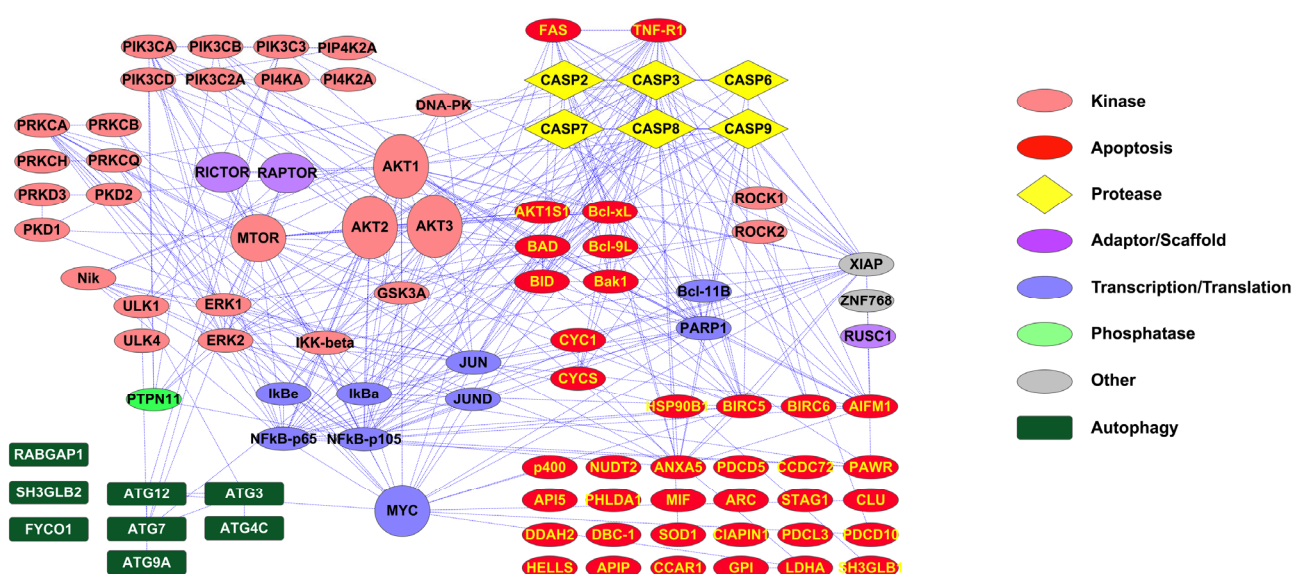 FAS TNF-R1
PIK3CA PIK3CB PIK3C3 PIP4K2A
PIK3CD PIK3C2A PI4KA PI4K2A
CASP2 CASP3 CASP6
DNA-PK
PRKCA PRKCB
CASP7 CASP8 CASP9
PRKCH PRKCQ
RICTOR RAPTOR AKT1
PRKD3 PKD2
ROCK1
AKT1S1 Bcl-xL
PKD1 MTOR AKT2 AKT3
ROCK2
BAD Bcl-9L
XIAP
Nik
BID Bak1
GSK3A Bcl-11B
ZNF768
ULK1 ERK1
PARP1
RUSC1
ULK4 ERK2 IKK-beta
CYC1
JUN
CYCS
PTPN11 IkBe IkBa JUND
HSP90B1 BIRC5 BIRC6 AIFM1
NFkB-p65 NFkB-p105
RABGAP1
p400 NUDT2 ANXA5 PDCD5 CCDC72 PAWR
SH3GLB2 ATG12 ATG3
API5 PHLDA1 MIF ARC STAG1 CLU
MYC
FYCO1 ATG7 ATG4C
DDAH2 DBC-1 SOD1 CIAPIN1 PDCL3 PDCD10
ATG9A
HELLS APIP CCAR1 GPI LDHA SH3GLB1
Kinase
Apoptosis
Protease
Adaptor/Scaffold
Transcription/Translation
Phosphatase
Other
Autophagy